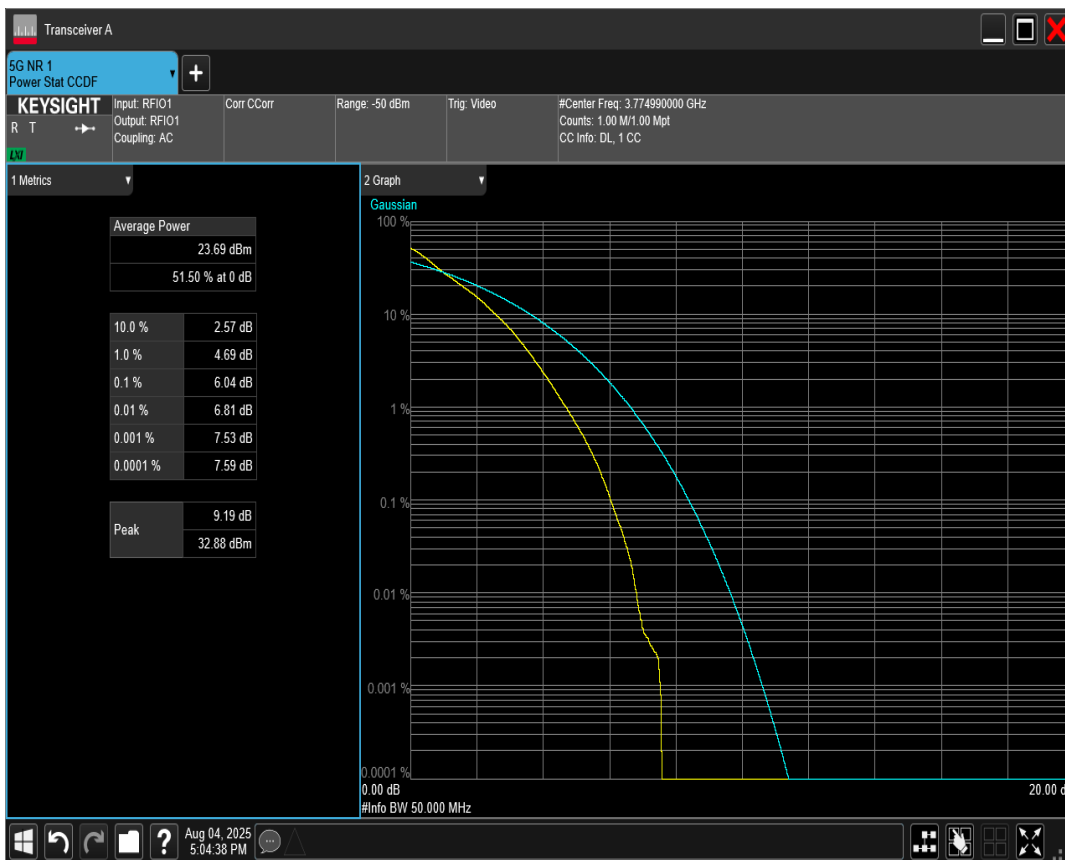 Transceiver A
5G NR 1
Power Stat CCDF
KEYSIGHT
R T
LXI
Input: RFIO1
Output: RFIO1
Coupling: AC
Corr CCorr
Range: -50 dBm
Trig: Video
#Center Freq: 3.774990000 GHz
Counts: 1.00 M/1.00 Mpt
CC Info: DL, 1 CC
1 Metrics
Average Power
23.69 dBm
51.50 % at 0 dB
10.0 % 2.57 dB
1.0 % 4.69 dB
0.1 % 6.04 dB
0.01 % 6.81 dB
0.001 % 7.53 dB
0.0001 % 7.59 dB
Peak
9.19 dB
32.88 dBm
2 Graph
Gaussian
100 %
10 %
1 %
0.1 %
0.01 %
0.001 %
0.0001 %
0.00 dB 20.00 d
#Info BW 50.000 MHz
?
Aug 04, 2025
5:04:38 PM